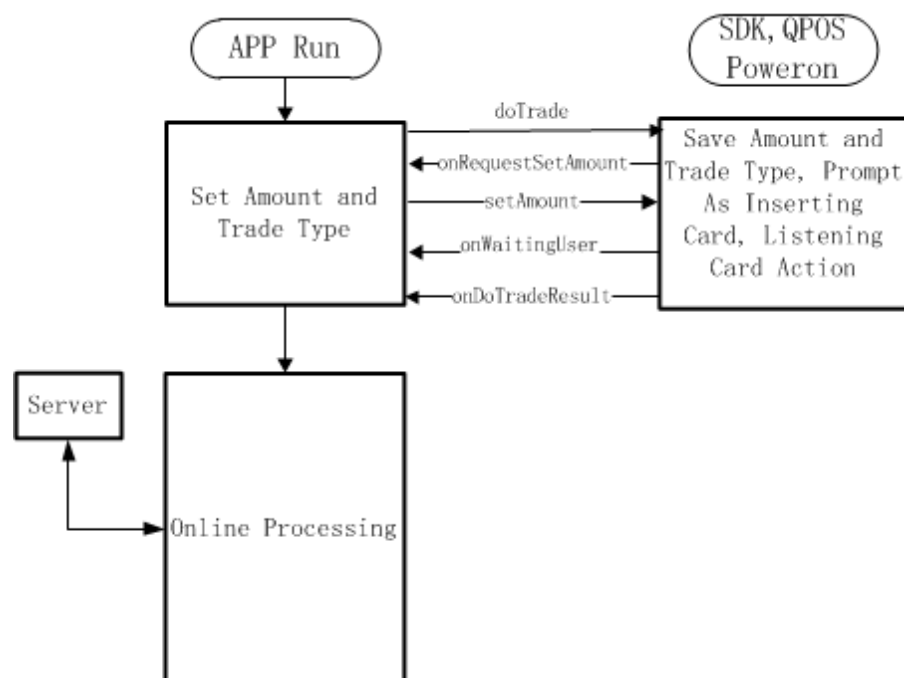 APP Run
SDK,QPOS
Poweron
doTrade
onRequestSetAmount
setAmount
onWaitingUser
onDoTradeResult
Set Amount and
Trade Type
Save Amount and
Trade Type, Prompt
As Inserting
Card, Listening
Card Action
Server
Online Processing